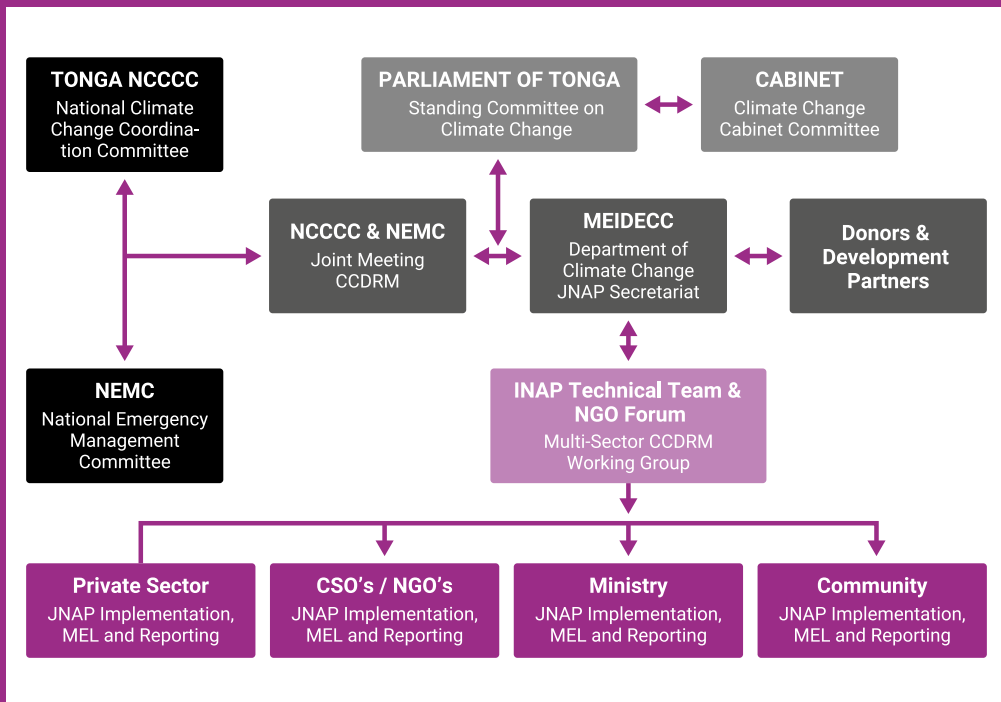 TONGA NCCCC
National Climate
Change Coordina-
tion Committee
PARLIAMENT OF TONGA
Standing Committee on
Climate Change
CABINET
Climate Change
Cabinet Committee
NCCCC & NEMC
Joint Meeting
CCDRM
MEIDECC
Department of
Climate Change
JNAP Secretariat
Donors &
Development
Partners
NEMC
National Emergency
Management
Committee
INAP Technical Team &
NGO Forum
Multi-Sector CCDRM
Working Group
Private Sector
JNAP Implementation,
MEL and Reporting
CSO's / NGO's
JNAP Implementation,
MEL and Reporting
Ministry
JNAP Implementation,
MEL and Reporting
Community
JNAP Implementation,
MEL and Reporting